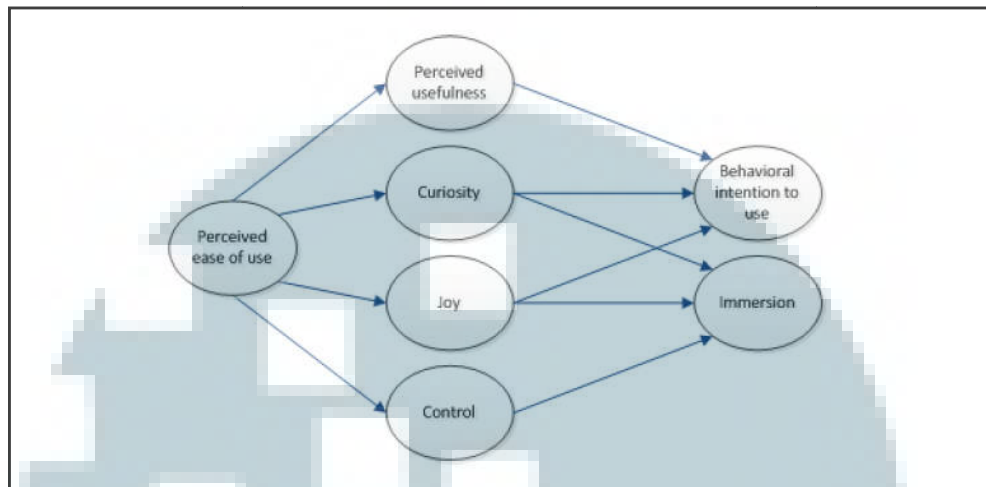 Perceived
usefulness
Curiosity
Behavioral
intention to
use
Perceived
ease of use
Joy
Immersion
Control